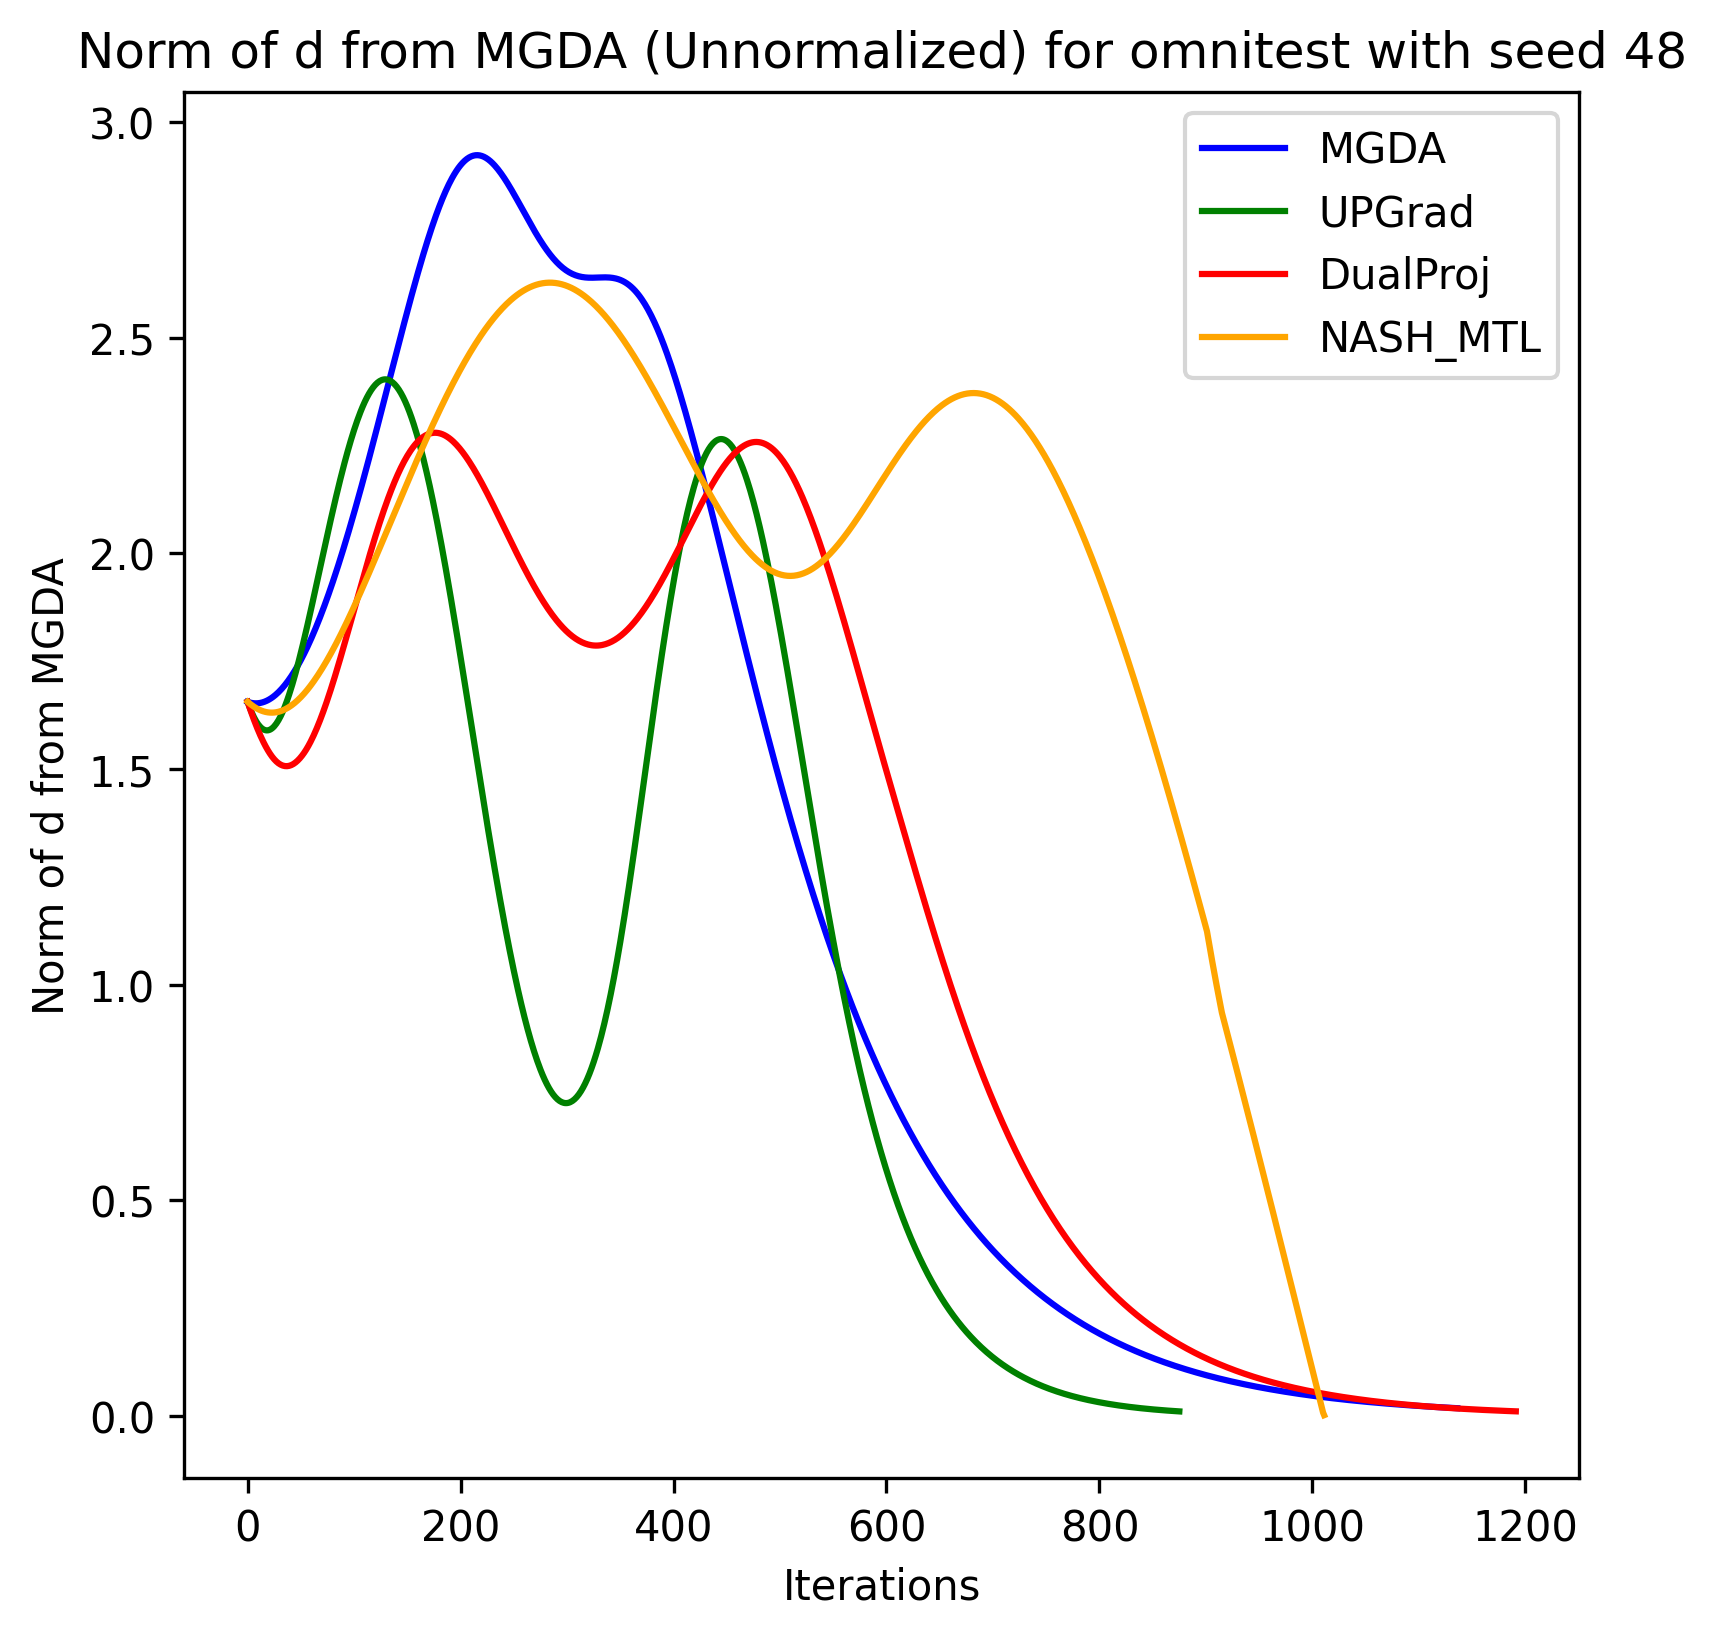 Norm of d from MGDA (Unnormalized) for omnitest with seed 48
3.0
2.5
2.0
1.5
1.0
0.5
0.0
Norm of d from MGDA
MGDA
UPGrad
DualProj
NASH_MTL
0 200 400 600 800 1000 1200
Iterations